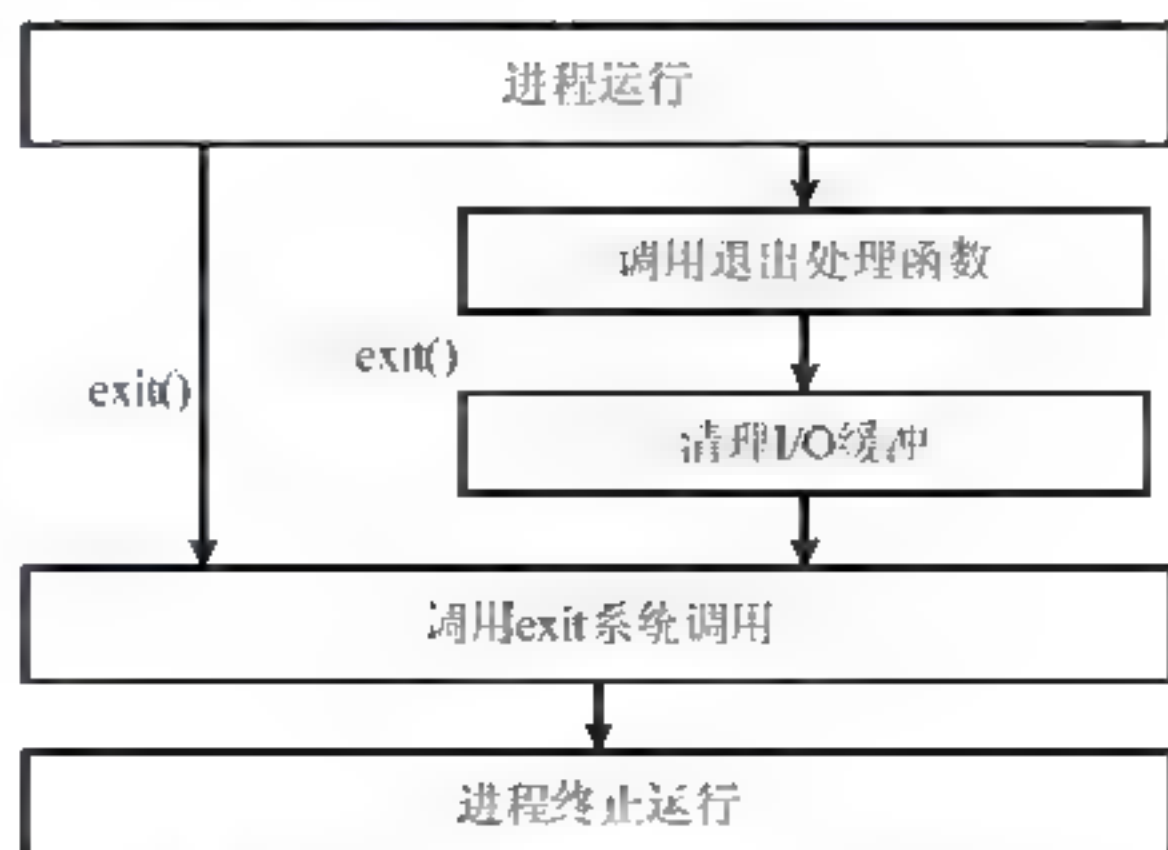 进程运行
调用退出处理函数
exit()
exit()
清理I/O缓冲
调用exit系统调用
进程终止运行